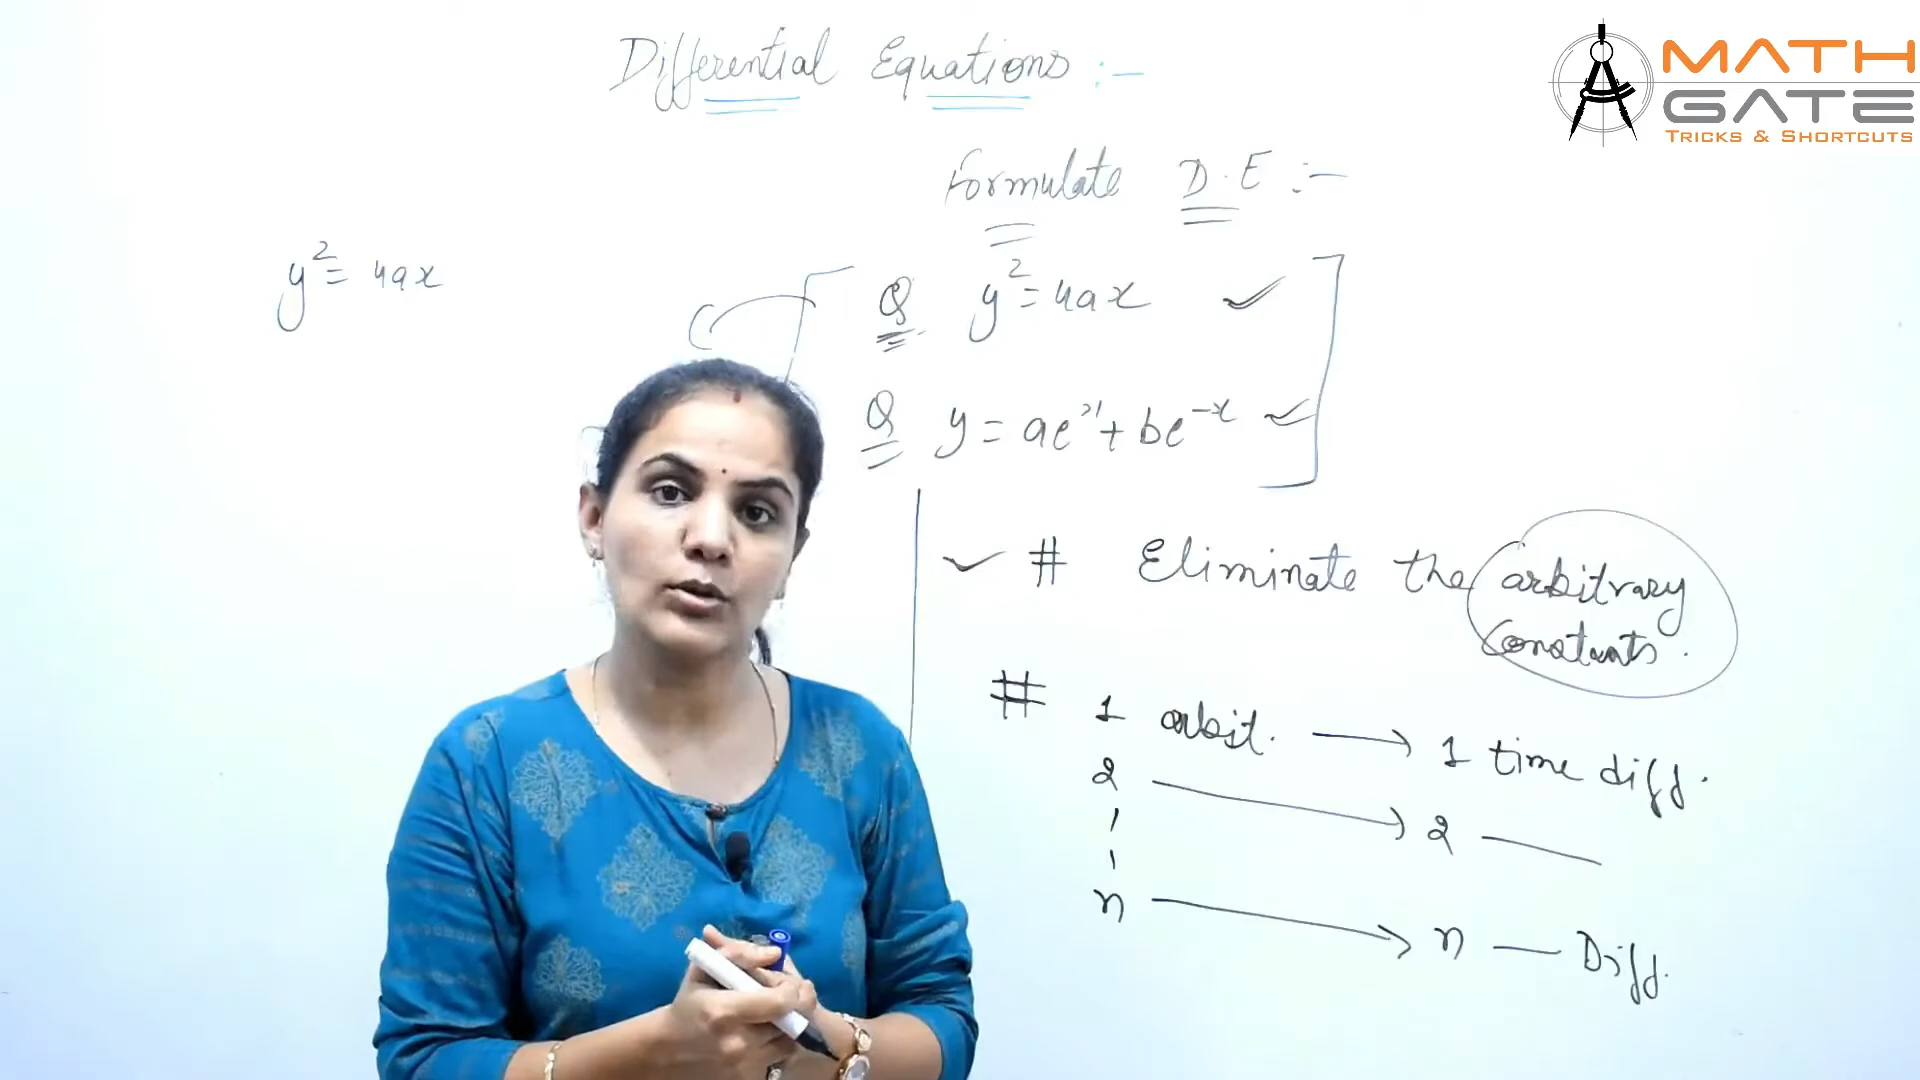 Differential Equations :-
MATH
GATE
TRICKS & SHORTCUTS
Formulate D.E :-
y² = 4ax
Q y² = 4ax ✓
Q y = ae^x + be^-x ✓
✓ # Eliminate the arbitrary
constants.
# 1 arbit. → 1 time diff.
2 → 2 —
n → n — Diff.